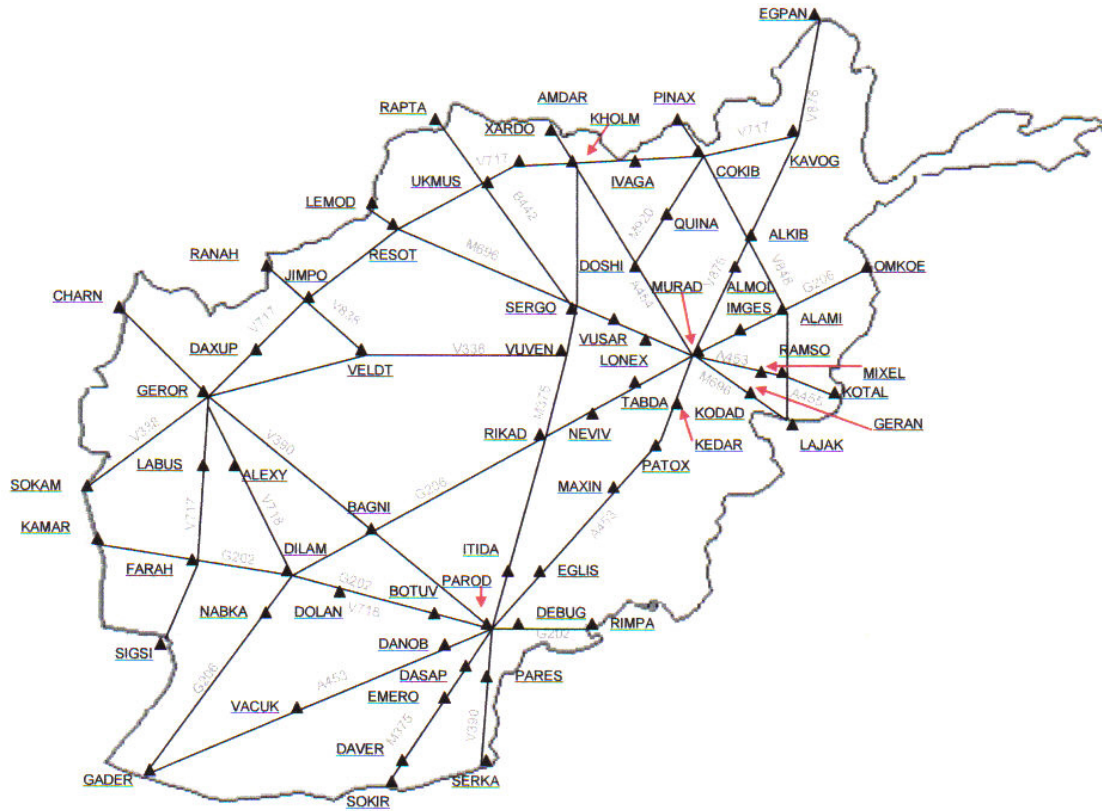 EGPAN
AMDAR
PINAX
RAPTA
XARDO
KHOLM
V876
V717
KAVOG
V717
COKIB
IVAGA
UKMUS
B442
LEMOD
M920
QUINA
RESOT
ALKIB
M696
RANAH
JIMPO
DOSHI
V876
V848
OMKOE
MURAD
ALMOL
G206
CHARN
A454
IMGES
SERGO
ALAMI
V838
V717
VUSAR
DAXUP
V338
VUVEN
LONEX
RAMSO
A453
MIXEL
VELDT
GEROR
M696
A455
KOTAL
TABDA
KODAD
GERAN
V338
V390
M375
RIKAD
NEVIV
KEDAR
LAJAK
LABUS
ALEXY
PATOX
SOKAM
G206
MAXIN
V717
V718
BAGNI
A453
KAMAR
G202
DILAM
ITIDA
FARAH
PAROD
EGLIS
G202
BOTUV
NABKA
DOLAN
V718
DEBUG
RIMPA
G202
DANOB
SIGSI
G206
A453
DASAP
PARES
VACUK
EMERO
M375
V390
DAVER
GADER
SERKA
SOKIR